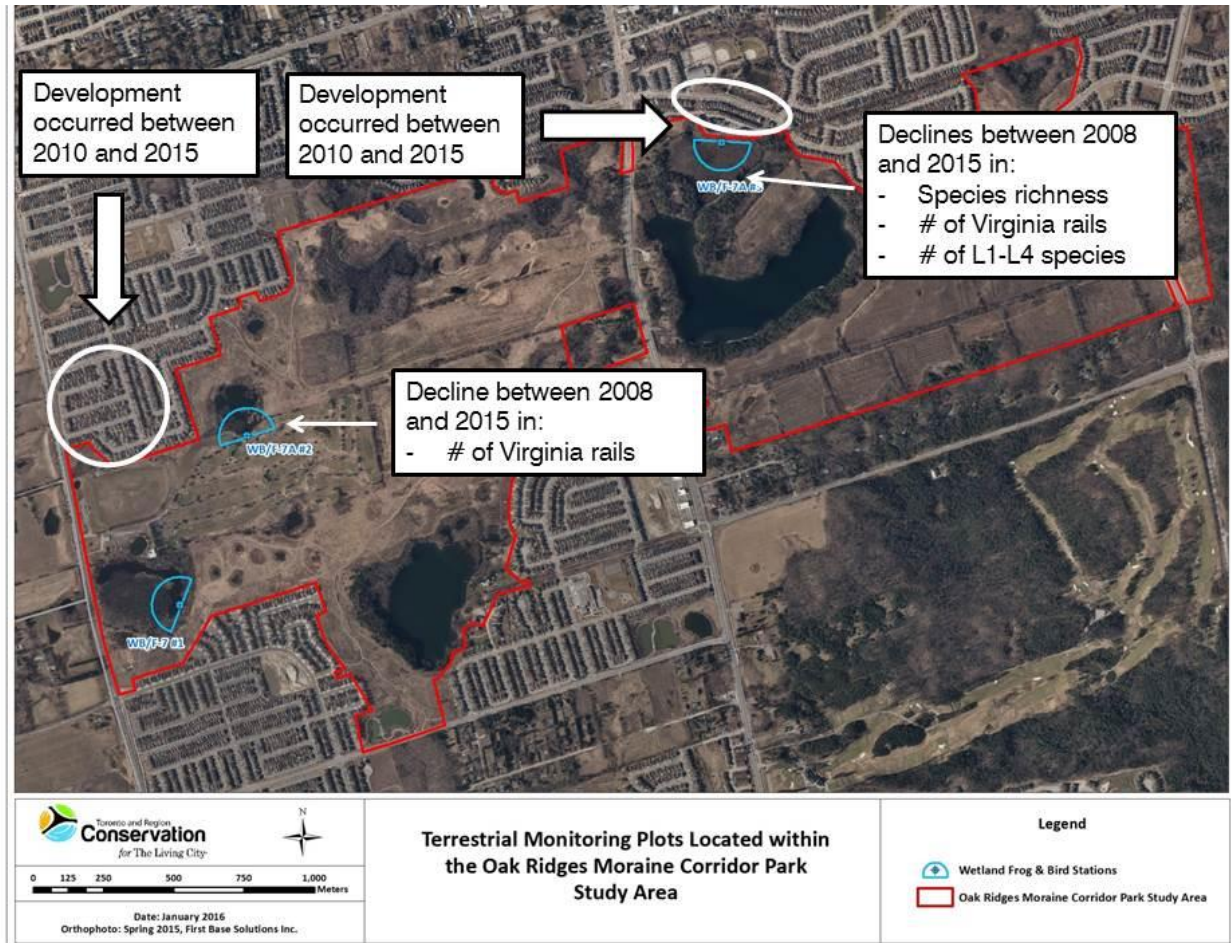 Development
occurred between
2010 and 2015
Development
occurred between
2010 and 2015
Declines between 2008
and 2015 in:
- Species richness
- # of Virginia rails
- # of L1-L4 species
WB/F-7A #3
Decline between 2008
and 2015 in:
- # of Virginia rails
WB/F-7A #2
WB/F-7 #1
Toronto and Region
Conservation
for The Living City·
N
0 125 250 500 750 1,000
Meters
Date: January 2016
Orthophoto: Spring 2015, First Base Solutions Inc.
Terrestrial Monitoring Plots Located within
the Oak Ridges Moraine Corridor Park
Study Area
Legend
Wetland Frog & Bird Stations
Oak Ridges Moraine Corridor Park Study Area